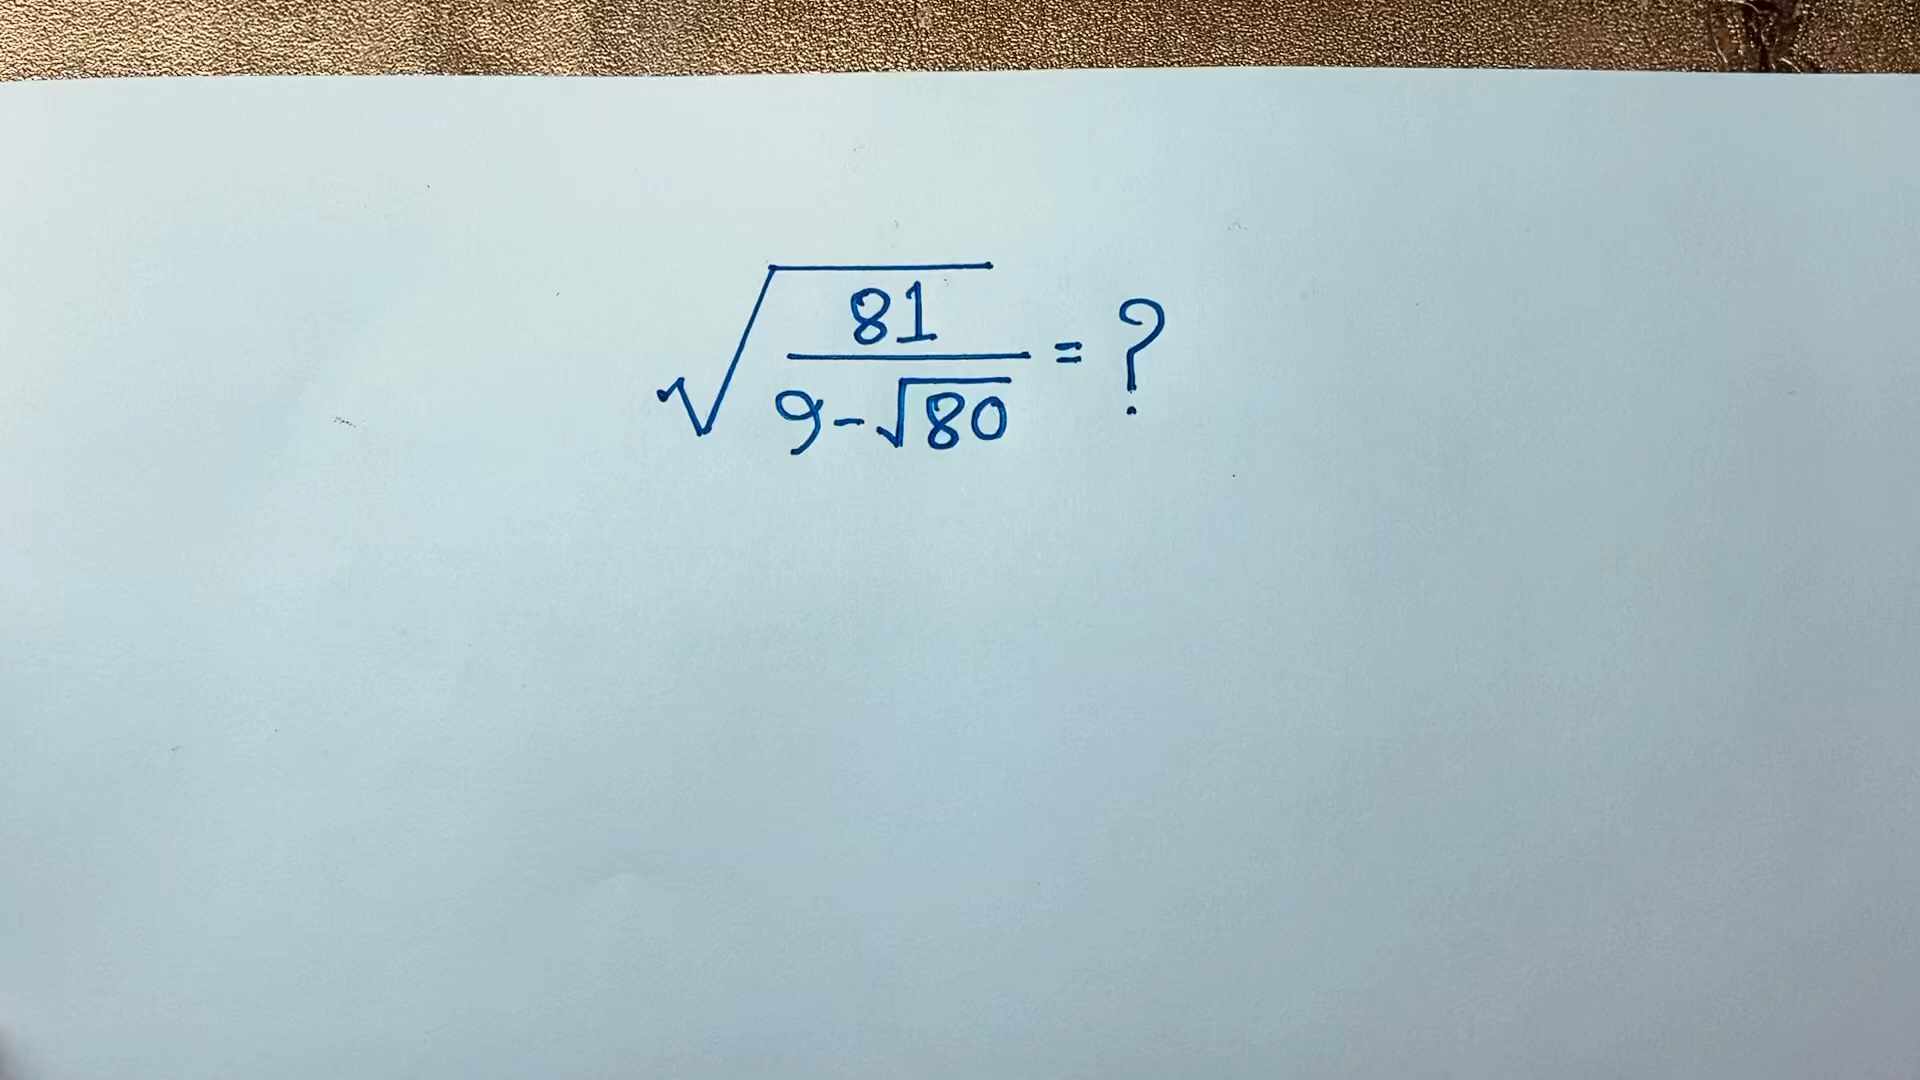 √(81/(9-√80)) = ?